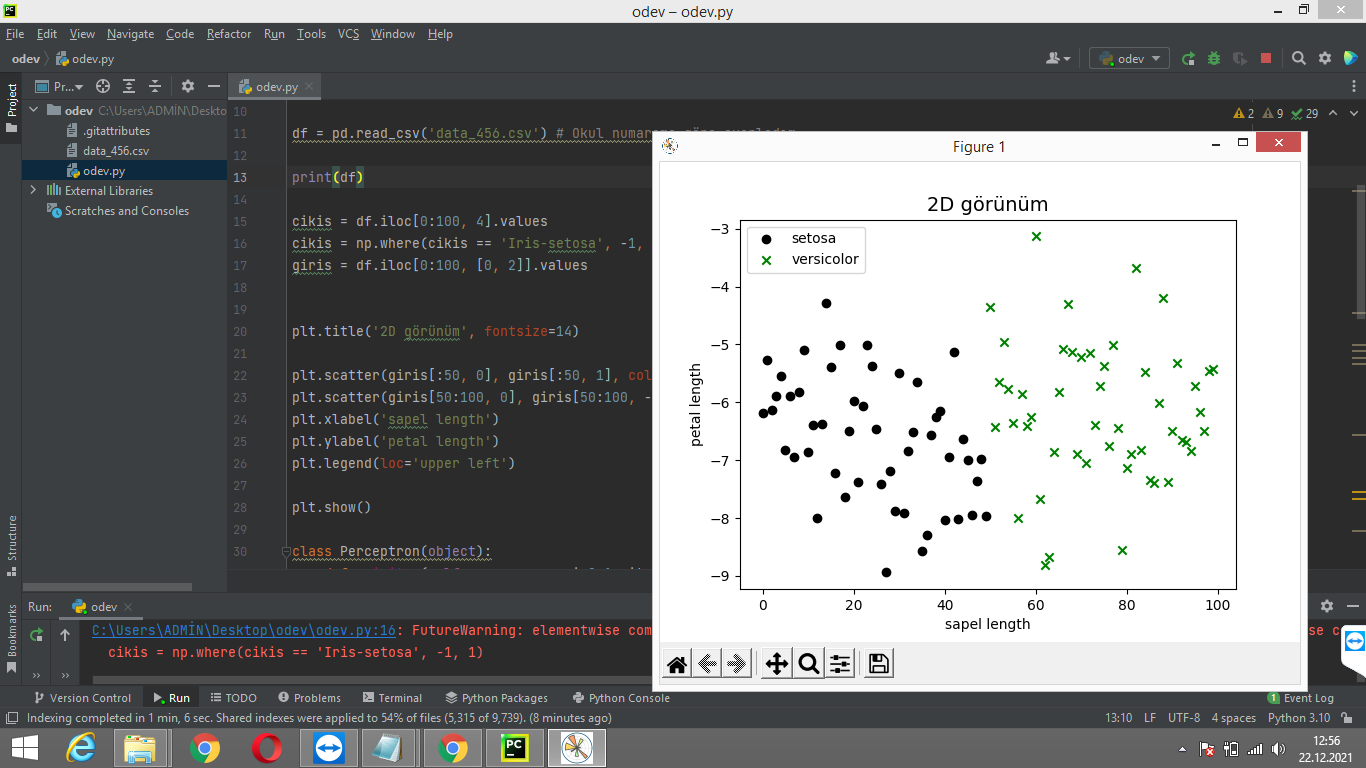 odev – odev.py
File Edit View Navigate Code Refactor Run Tools VCS Window Help
odev odev.py
odev
Project
Pr...
odev.py
odev C:\Users\ADMİN\Deskto
.gitattributes
data_456.csv
odev.py
External Libraries
Scratches and Consoles
2 9 29
10
11 df = pd.read_csv('data_456.csv') # Okul
12
13 print(df)
14
15 cikis = df.iloc[0:100, 4].values
16 cikis = np.where(cikis == 'Iris-setosa', -1,
17 giris = df.iloc[0:100, [0, 2]].values
18
19
20 plt.title('2D görünüm', fontsize=14)
21
22 plt.scatter(giris[:50, 0], giris[:50, 1], col
23 plt.scatter(giris[50:100, 0], giris[50:100, -
24 plt.xlabel('sapel length')
25 plt.ylabel('petal length')
26 plt.legend(loc='upper left')
27
28 plt.show()
29
30 class Perceptron(object):
Figure 1
2D görünüm
setosa
versicolor
−3
−4
−5
−6
−7
−8
−9
petal length
0 20 40 60 80 100
sapel length
Structure
Bookmarks
Run: odev
C:\Users\ADMİN\Desktop\odev\odev.py:16: FutureWarning: elementwise com
cikis = np.where(cikis == 'Iris-setosa', -1, 1)
Version Control Run TODO Problems Terminal Python Packages Python Console 1 Event Log
Indexing completed in 1 min, 6 sec. Shared indexes were applied to 54% of files (5,315 of 9,739). (8 minutes ago) 13:10 LF UTF-8 4 spaces Python 3.10
12:56
22.12.2021